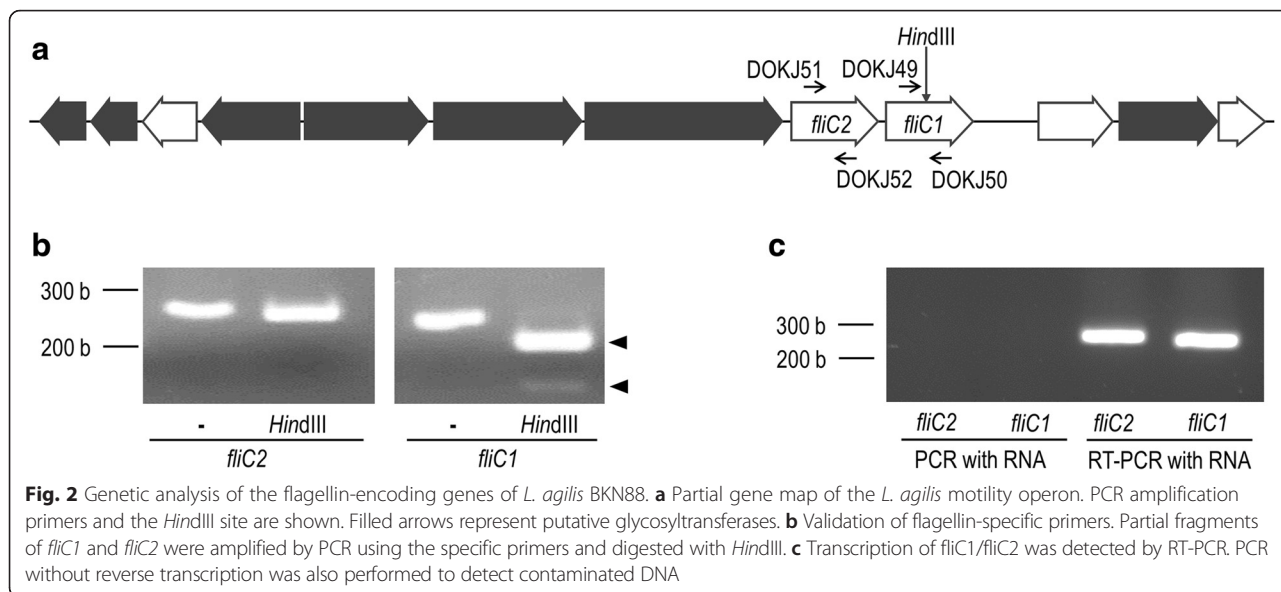 a
HindIII
DOKJ51 DOKJ49
fliC2 fliC1
DOKJ52 DOKJ50
b
300 b
200 b
- HindIII - HindIII
fliC2 fliC1
c
300 b
200 b
fliC2 fliC1 fliC2 fliC1
PCR with RNA RT-PCR with RNA
Fig. 2 Genetic analysis of the flagellin-encoding genes of L. agilis BKN88. a Partial gene map of the L. agilis motility operon. PCR amplification
primers and the HindIII site are shown. Filled arrows represent putative glycosyltransferases. b Validation of flagellin-specific primers. Partial fragments
of fliC1 and fliC2 were amplified by PCR using the specific primers and digested with HindIII. c Transcription of fliC1/fliC2 was detected by RT-PCR. PCR
without reverse transcription was also performed to detect contaminated DNA